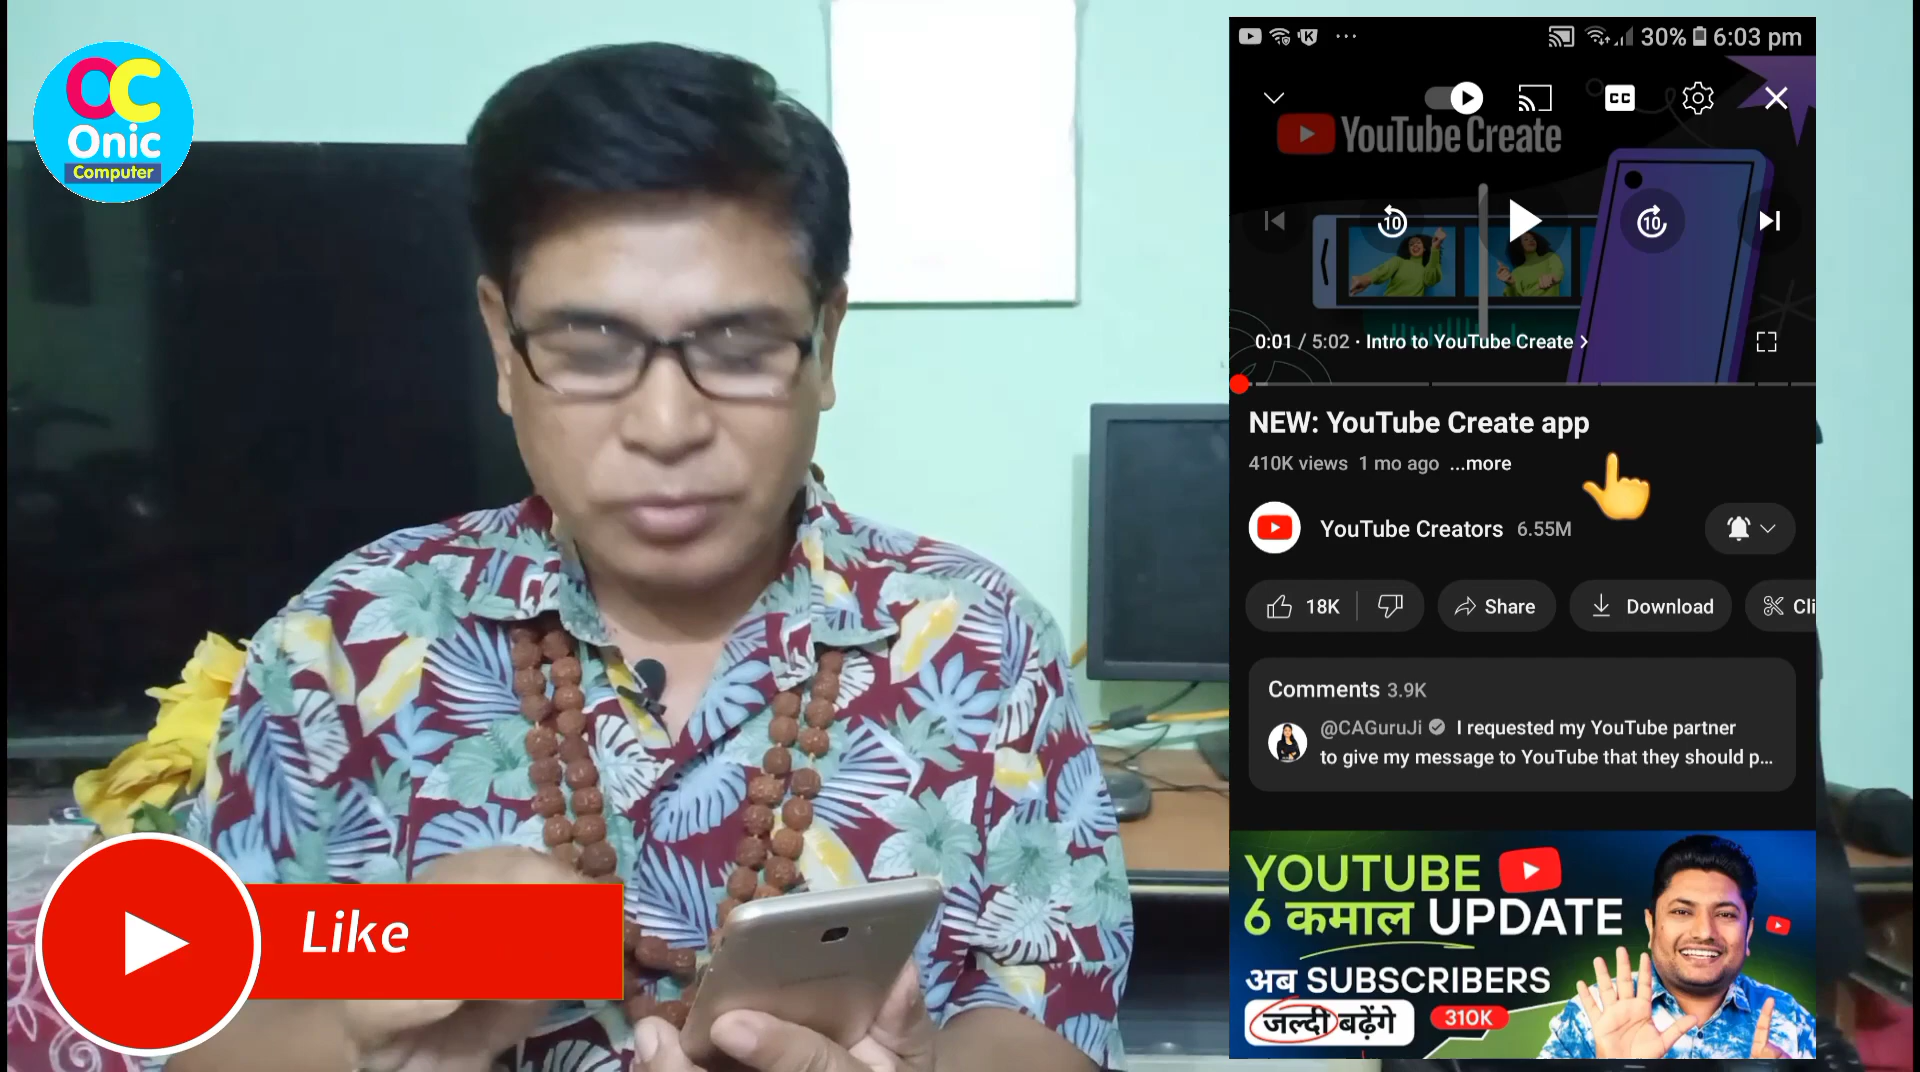 OC
Onic
Computer
30% 6:03 pm
CC
YouTube Create
10
10
0:01 / 5:02 · Intro to YouTube Create
NEW: YouTube Create app
410K views 1 mo ago ...more
YouTube Creators 6.55M
18K
Share
Download
Cli
Comments 3.9K
@CAGuruJi I requested my YouTube partner
to give my message to YouTube that they should p...
YOUTUBE
6 कमाल UPDATE
अब SUBSCRIBERS
जल्दी बढ़ेंगे
310K
Like